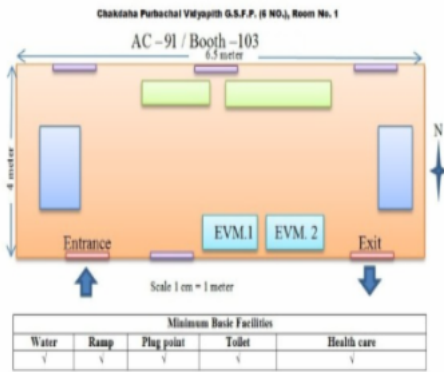 Chakdaha Purbachal Vidyapith G.S.F.P. (6 NO.), Room No. 1
AC –91 / Booth –103
6.5 meter
4 meter
N
EVM.1 EVM. 2
Entrance Exit
Scale 1 cm = 1 meter
Minimum Basic Facilities
Water Ramp Plug point Toilet Health care
√ √ √ √ √